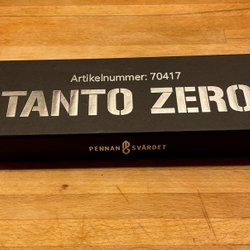 Artikelnummer: 70417
TANTO ZERO
PENNAN SVÄRDET